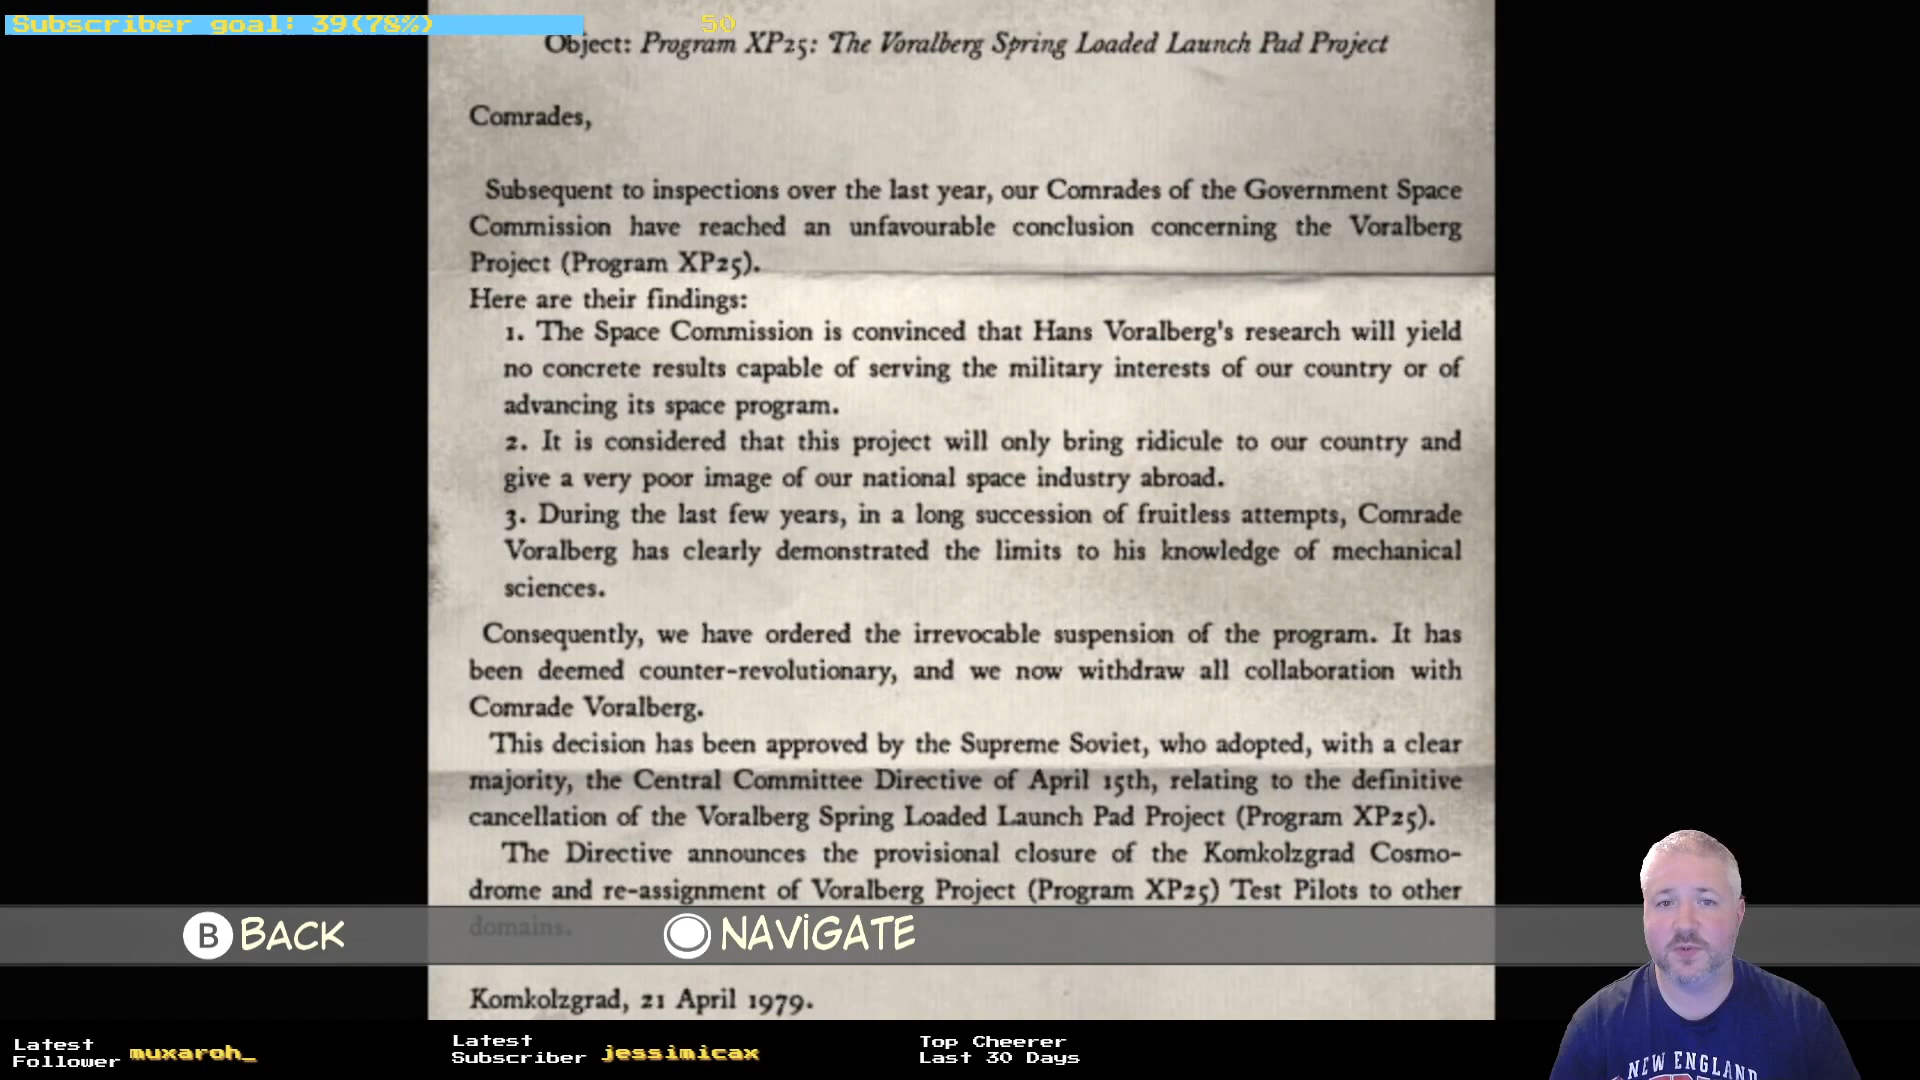 Subscriber goal: 39(78%)
50
Object: Program XP25: The Voralberg Spring Loaded Launch Pad Project
Comrades,
Subsequent to inspections over the last year, our Comrades of the Government Space
Commission have reached an unfavourable conclusion concerning the Voralberg
Project (Program XP25).
Here are their findings:
1. The Space Commission is convinced that Hans Voralberg's research will yield
no concrete results capable of serving the military interests of our country or of
advancing its space program.
2. It is considered that this project will only bring ridicule to our country and
give a very poor image of our national space industry abroad.
3. During the last few years, in a long succession of fruitless attempts, Comrade
Voralberg has clearly demonstrated the limits to his knowledge of mechanical
sciences.
Consequently, we have ordered the irrevocable suspension of the program. It has
been deemed counter-revolutionary, and we now withdraw all collaboration with
Comrade Voralberg.
This decision has been approved by the Supreme Soviet, who adopted, with a clear
majority, the Central Committee Directive of April 15th, relating to the definitive
cancellation of the Voralberg Spring Loaded Launch Pad Project (Program XP25).
The Directive announces the provisional closure of the Komkolzgrad Cosmo-
drome and re-assignment of Voralberg Project (Program XP25) Test Pilots to other
domains.
B BACK
NAVIGATE
Komkolzgrad, 21 April 1979.
Latest
Follower muxaroh_
Latest
Subscriber jessimicax
Top Cheerer
Last 30 Days
NEW ENGLAND